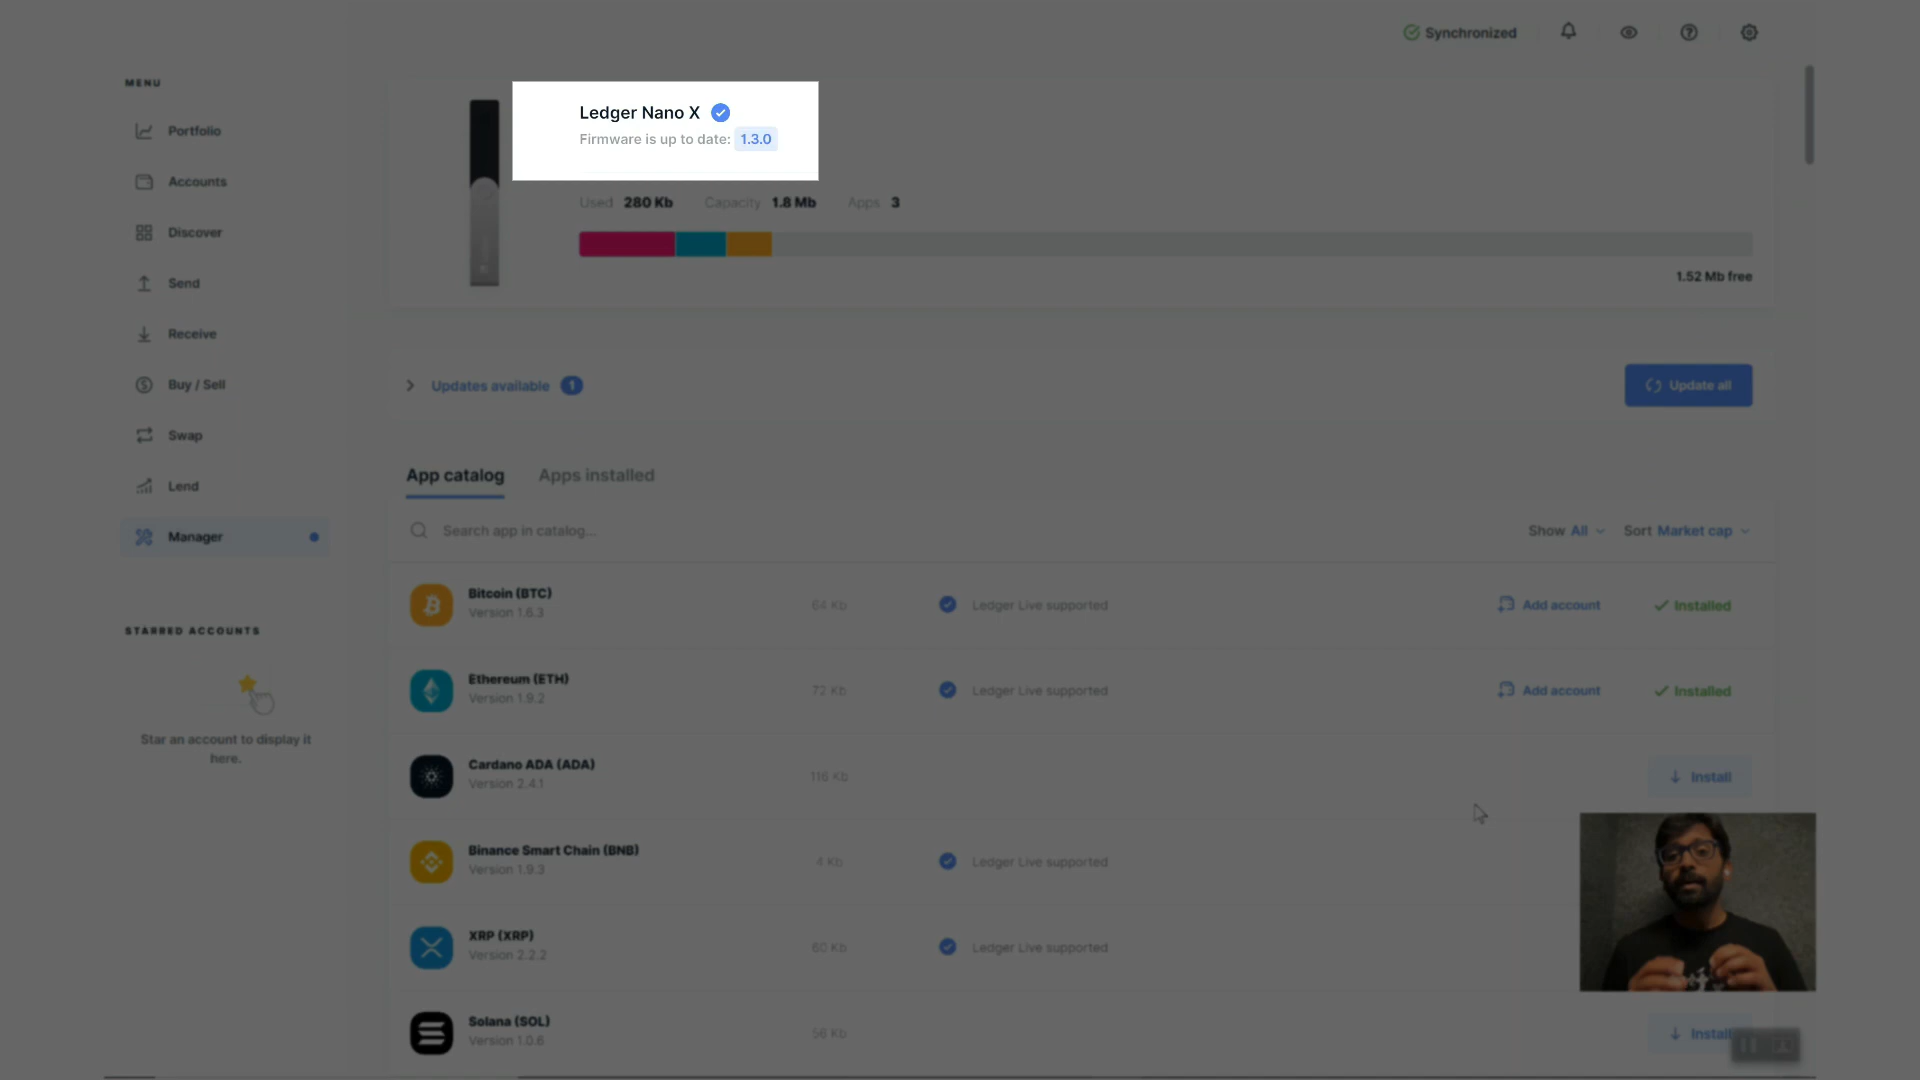 Synchronized
MENU
Portfolio
Accounts
Discover
Send
Receive
Buy / Sell
Swap
Lend
Manager
STARRED ACCOUNTS
Star an account to display it
here.
Ledger Nano X
Firmware is up to date: 1.3.0
Used 280 Kb Capacity 1.8 Mb Apps 3
1.52 Mb free
Updates available 1
Update all
App catalog Apps installed
Search app in catalog...
Show All Sort Market cap
Bitcoin (BTC)
Version 1.6.3
64 Kb
Ledger Live supported
Add account
Installed
Ethereum (ETH)
Version 1.9.2
72 Kb
Ledger Live supported
Add account
Installed
Cardano ADA (ADA)
Version 2.4.1
116 Kb
Install
Binance Smart Chain (BNB)
Version 1.9.3
4 Kb
Ledger Live supported
XRP (XRP)
Version 2.2.2
60 Kb
Ledger Live supported
Solana (SOL)
Version 1.0.6
56 Kb
Install